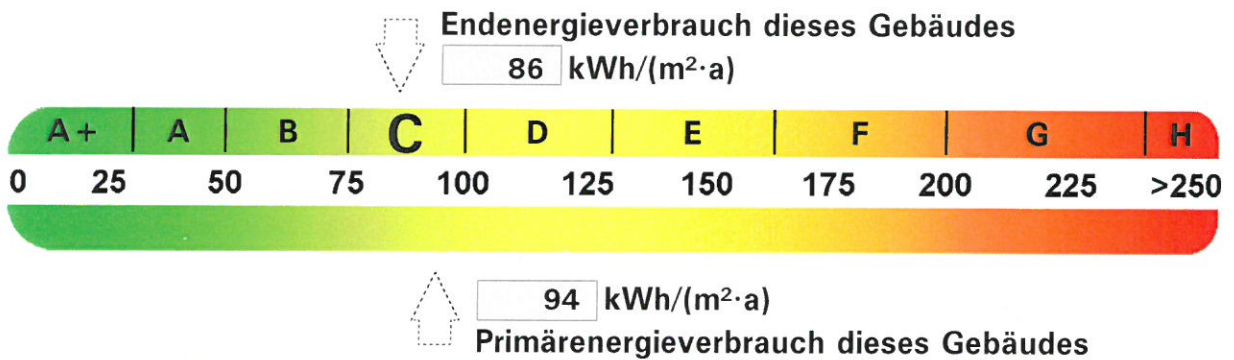 Endenergieverbrauch dieses Gebäudes
86 kWh/(m²·a)
A+ A B C D E F G H
0 25 50 75 100 125 150 175 200 225 >250
94 kWh/(m²·a)
Primärenergieverbrauch dieses Gebäudes